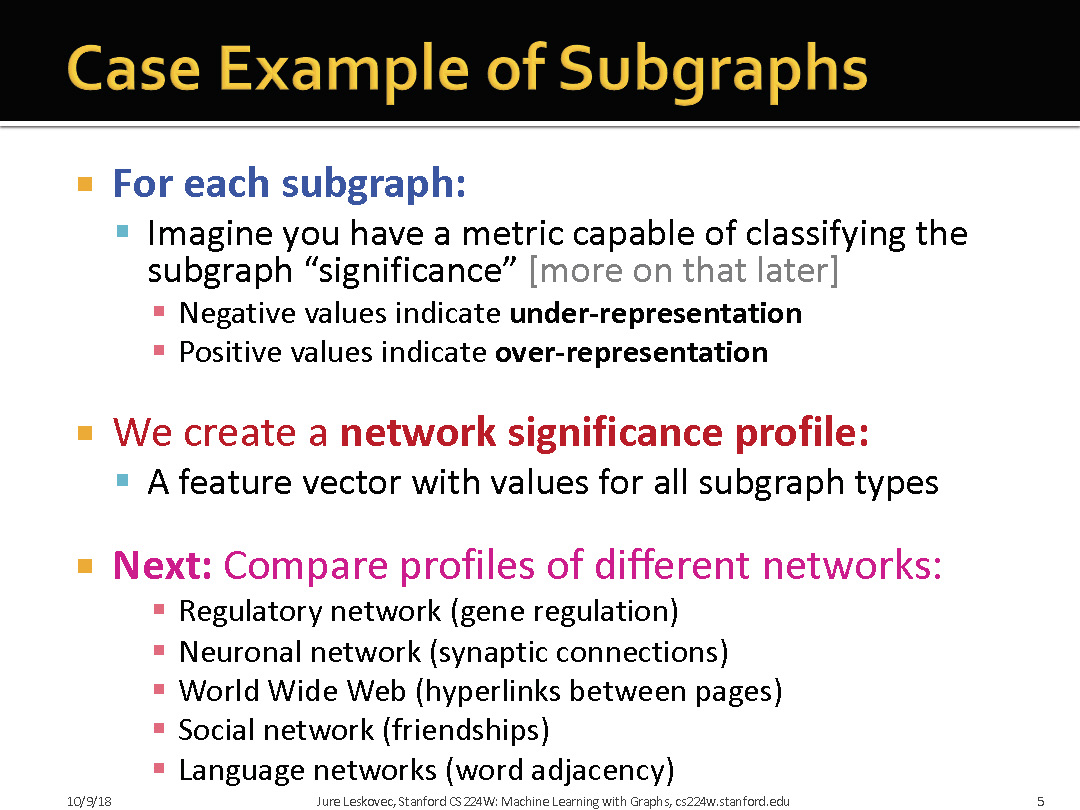 Case Example of Subgraphs
For each subgraph:
Imagine you have a metric capable of classifying the
subgraph “significance” [more on that later]
Negative values indicate under-representation
Positive values indicate over-representation
We create a network significance profile:
A feature vector with values for all subgraph types
Next: Compare profiles of different networks:
Regulatory network (gene regulation)
Neuronal network (synaptic connections)
World Wide Web (hyperlinks between pages)
Social network (friendships)
Language networks (word adjacency)
10/9/18 Jure Leskovec, Stanford CS224W: Machine Learning with Graphs, cs224w.stanford.edu 5